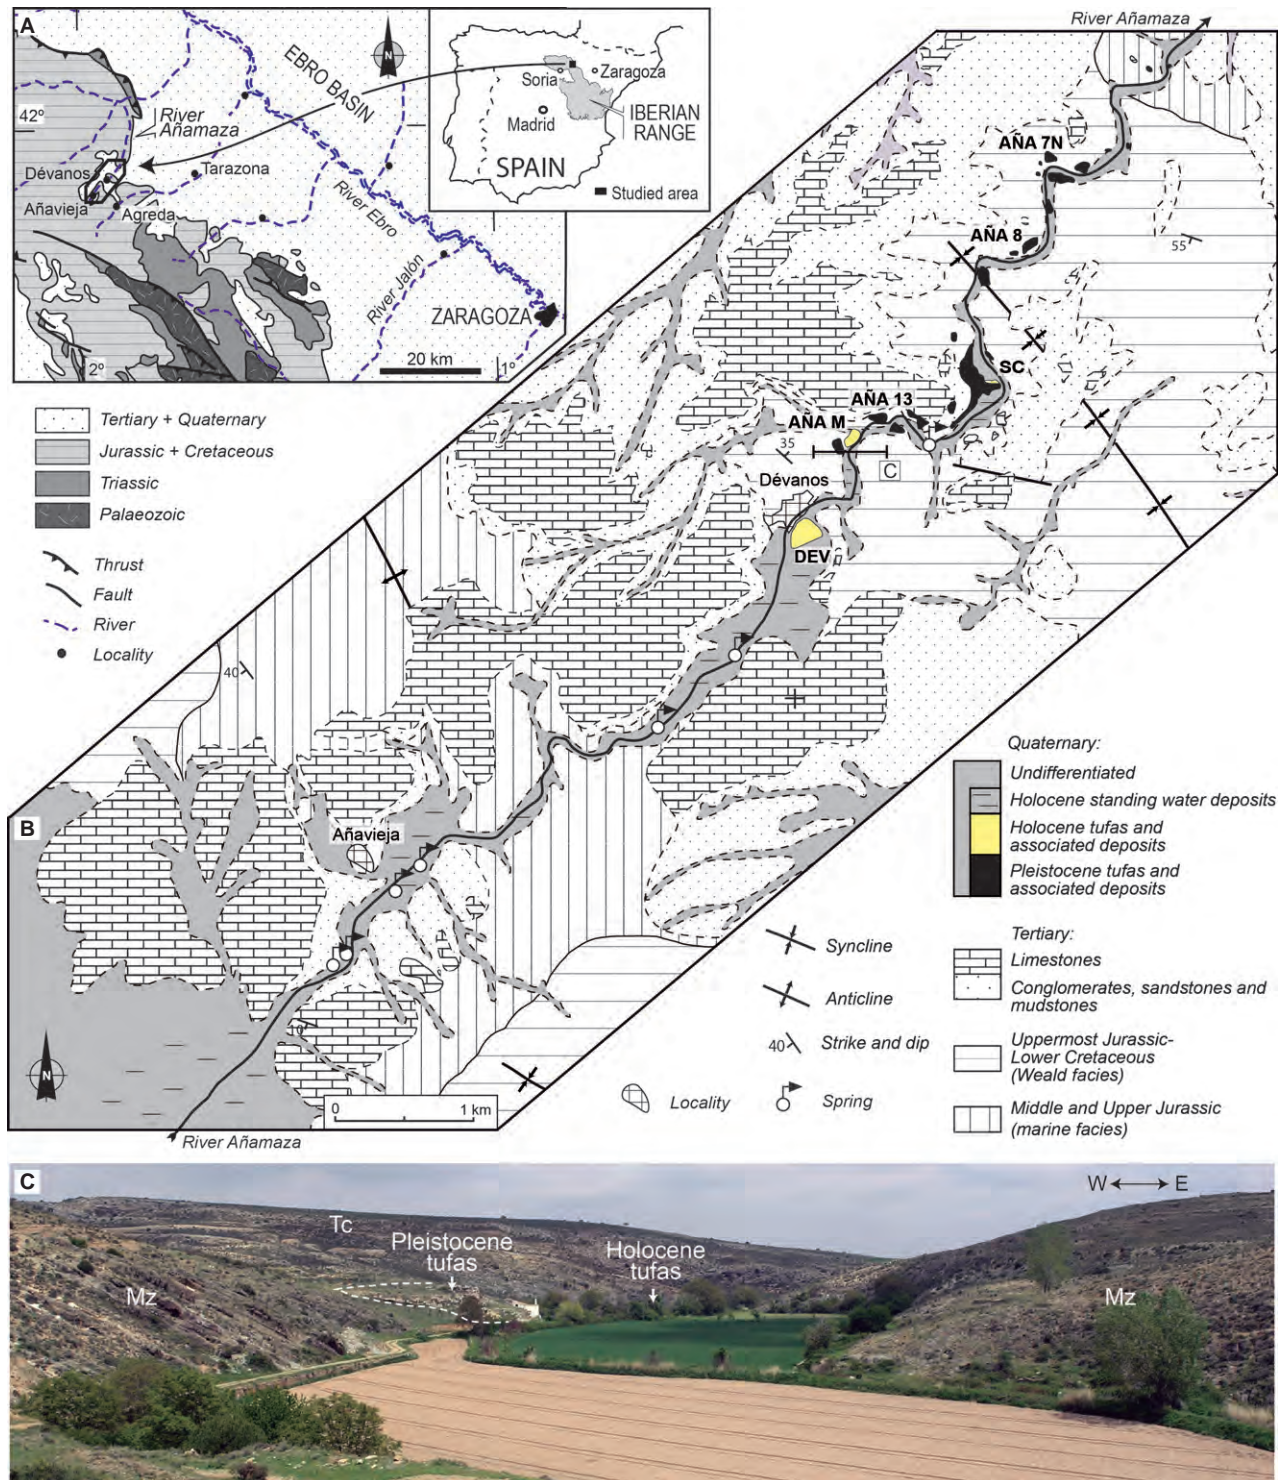 A
EBRO BASIN
N
42º
River
Añamaza
Dévanos
Tarazona
Añavieja
Agreda
River Ebro
River Jalón
ZARAGOZA
20 km
2º
1º
Soria
Zaragoza
Madrid
IBERIAN
RANGE
SPAIN
Studied area
Tertiary + Quaternary
Jurassic + Cretaceous
Triassic
Palaeozoic
Thrust
Fault
River
Locality
River Añamaza
AÑA 7N
55
AÑA 8
SC
AÑA 13
AÑA M
35
C
Dévanos
DEV
40
B
Añavieja
10
N
0
1 km
River Añamaza
Quaternary:
Undifferentiated
Holocene standing water deposits
Holocene tufas and
associated deposits
Pleistocene tufas and
associated deposits
Tertiary:
Limestones
Conglomerates, sandstones and
mudstones
Uppermost Jurassic-
Lower Cretaceous
(Weald facies)
Middle and Upper Jurassic
(marine facies)
Syncline
Anticline
40
Strike and dip
Locality
Spring
C
W
E
Tc
Pleistocene
tufas
Holocene
tufas
Mz
Mz